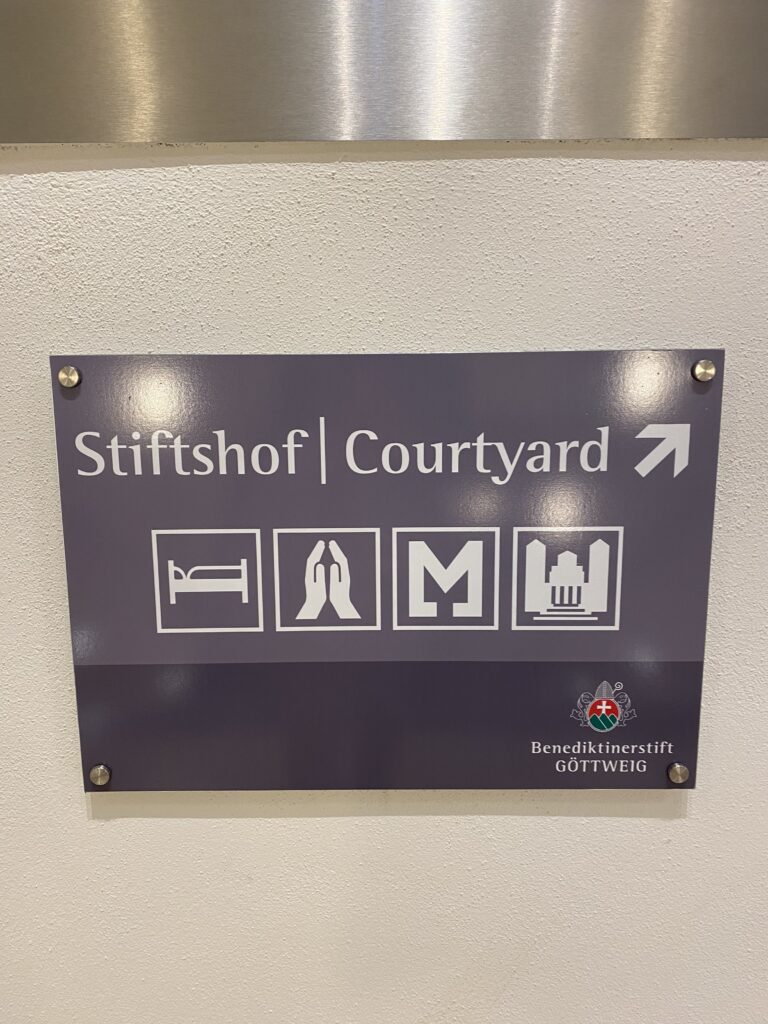 Stiftshof | Courtyard
M
Benediktinerstift
GÖTTWEIG